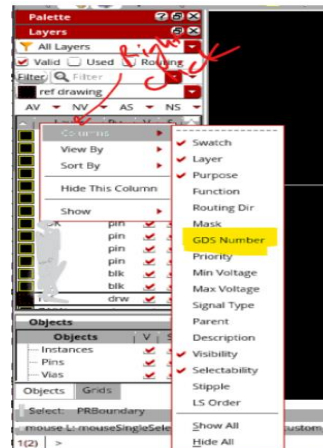 Palette
Layers
All Layers
Valid Used Routing
Right Click
Filter Filter
ref drawing
AV NV AS NS
Columns
View By
Sort By
Hide This Column
Show
Swatch
Layer
Purpose
Function
Routing Dir
Mask
GDS Number
Priority
Min Voltage
Max Voltage
Signal Type
Parent
Description
Visibility
Selectability
Stipple
LS Order
Show All
Hide All
pin
pin
pin
pin
blk
blk
drw
Objects
Objects V S
Instances
Pins
Vias
Objects Grids
Select: PRBoundary
mouse L: mouseSingleSele
custom
1(2) >